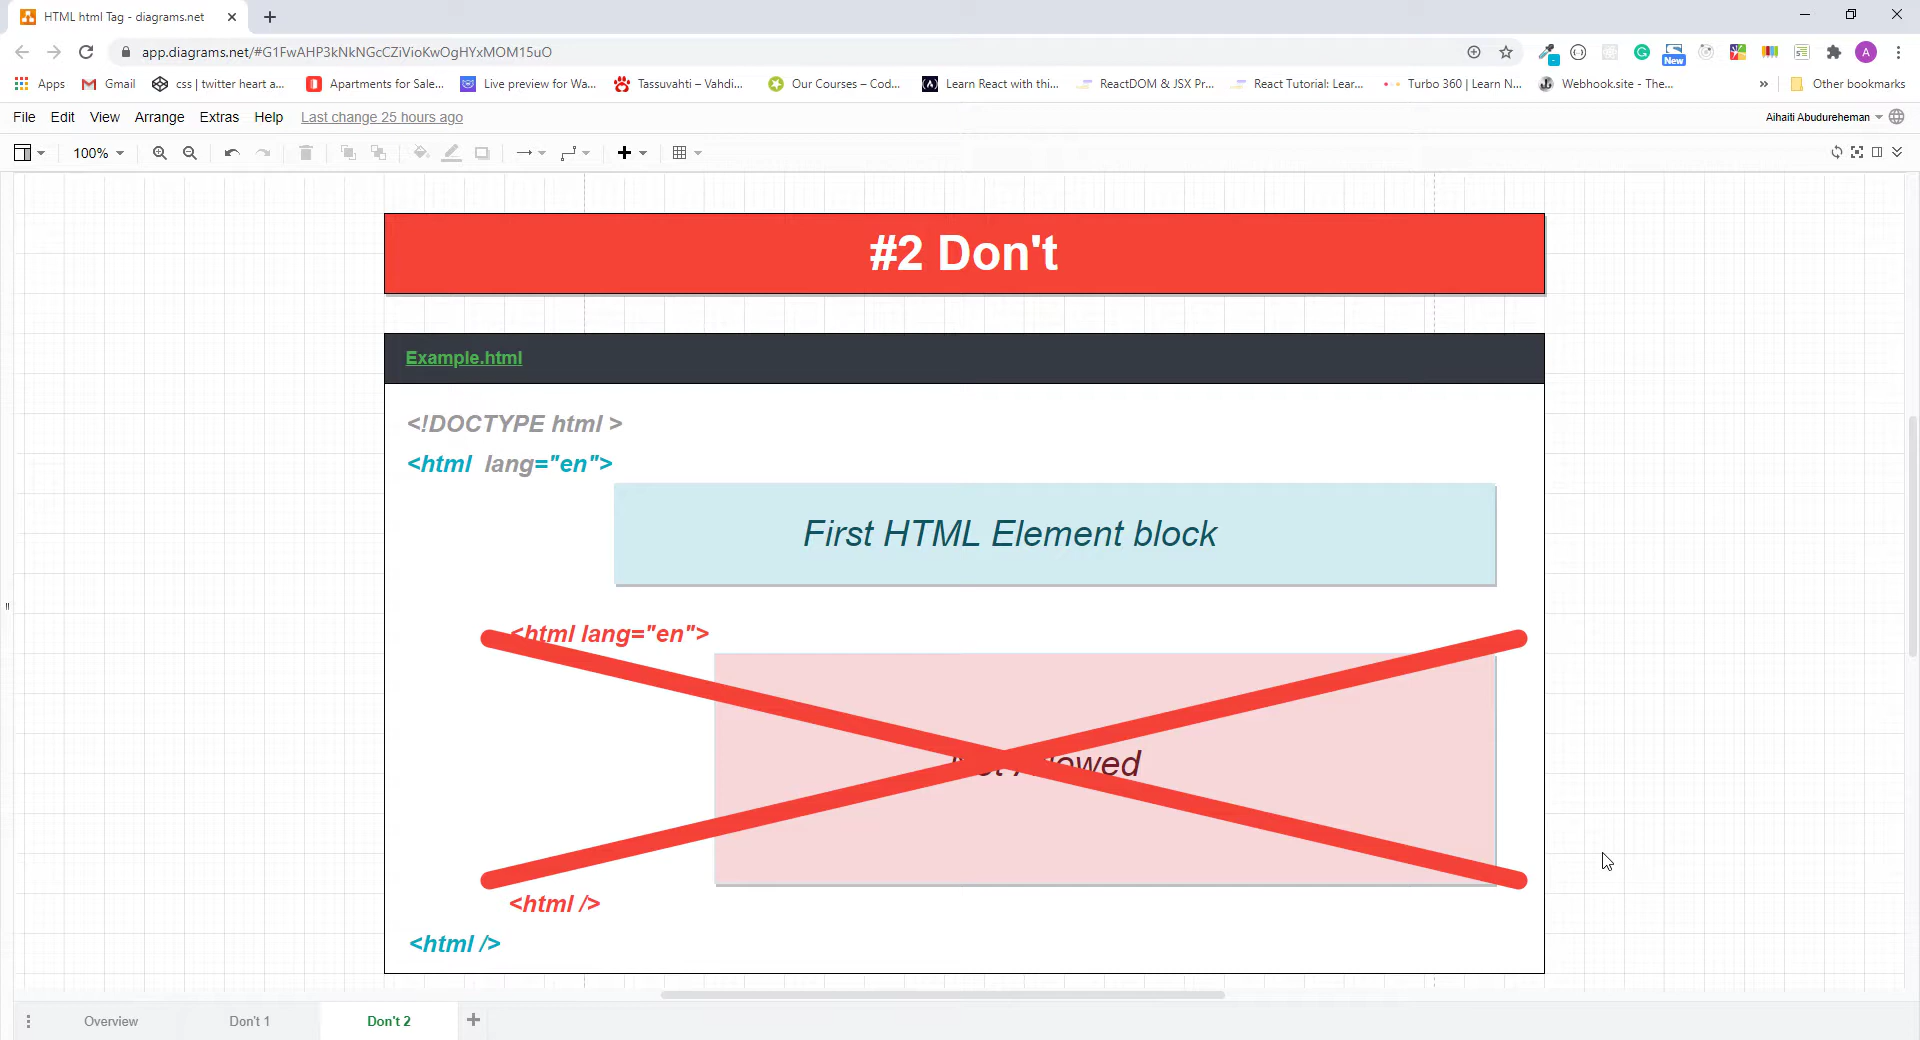 HTML html Tag - diagrams.net
app.diagrams.net/#G1FwAHP3kNkNGcCZiVioKwOgHYxMOM15uO
New
A
Apps Gmail css | twitter heart a... Apartments for Sale... Live preview for Wa... Tassuvahti – Vahdi... Our Courses – Cod... Learn React with thi... ReactDOM & JSX Pr... React Tutorial: Lear... Turbo 360 | Learn N... Webhook.site - The... » Other bookmarks
File Edit View Arrange Extras Help Last change 25 hours ago Aihaiti Abudureheman
100%
#2 Don't
Example.html
<!DOCTYPE html >
<html lang="en">
First HTML Element block
<html lang="en">
Not Allowed
<html />
<html />
Overview Don't 1 Don't 2